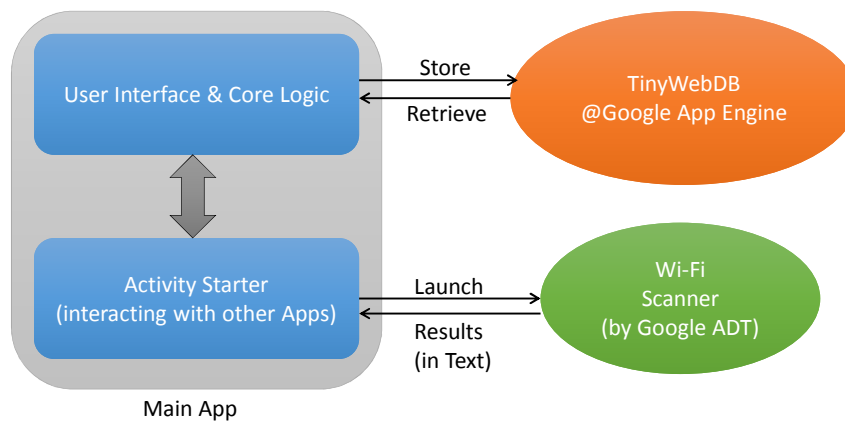 User Interface & Core Logic
Store
Retrieve
TinyWebDB
@Google App Engine
Activity Starter
(interacting with other Apps)
Launch
Results
(in Text)
Wi-Fi
Scanner
(by Google ADT)
Main App